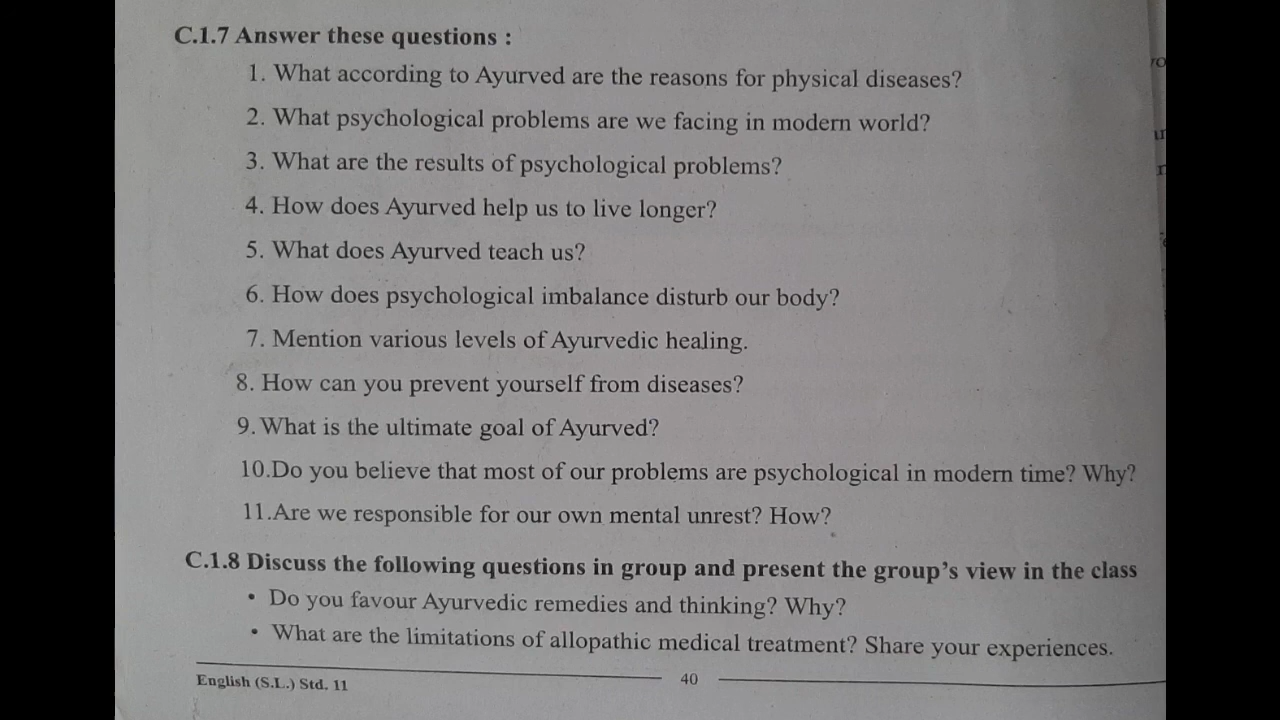 C.1.7 Answer these questions :
1. What according to Ayurved are the reasons for physical diseases?
2. What psychological problems are we facing in modern world?
3. What are the results of psychological problems?
4. How does Ayurved help us to live longer?
5. What does Ayurved teach us?
6. How does psychological imbalance disturb our body?
7. Mention various levels of Ayurvedic healing.
8. How can you prevent yourself from diseases?
9. What is the ultimate goal of Ayurved?
10.Do you believe that most of our problems are psychological in modern time? Why?
11.Are we responsible for our own mental unrest? How?
C.1.8 Discuss the following questions in group and present the group's view in the class
• Do you favour Ayurvedic remedies and thinking? Why?
• What are the limitations of allopathic medical treatment? Share your experiences.
English (S.L.) Std. 11 40